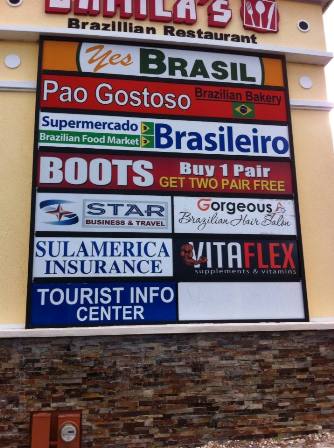 Brazillian Restaurant
Yes BRASIL
Pao Gostoso Brazilian Bakery
Supermercado
Brazilian Food Market
Brasileiro
BOOTS Buy 1 Pair
GET TWO PAIR FREE
STAR
BUSINESS & TRAVEL
Gorgeous
Brazilian Hair Salon
SULAMERICA
INSURANCE
VITAFLEX
supplements & vitamins
TOURIST INFO
CENTER